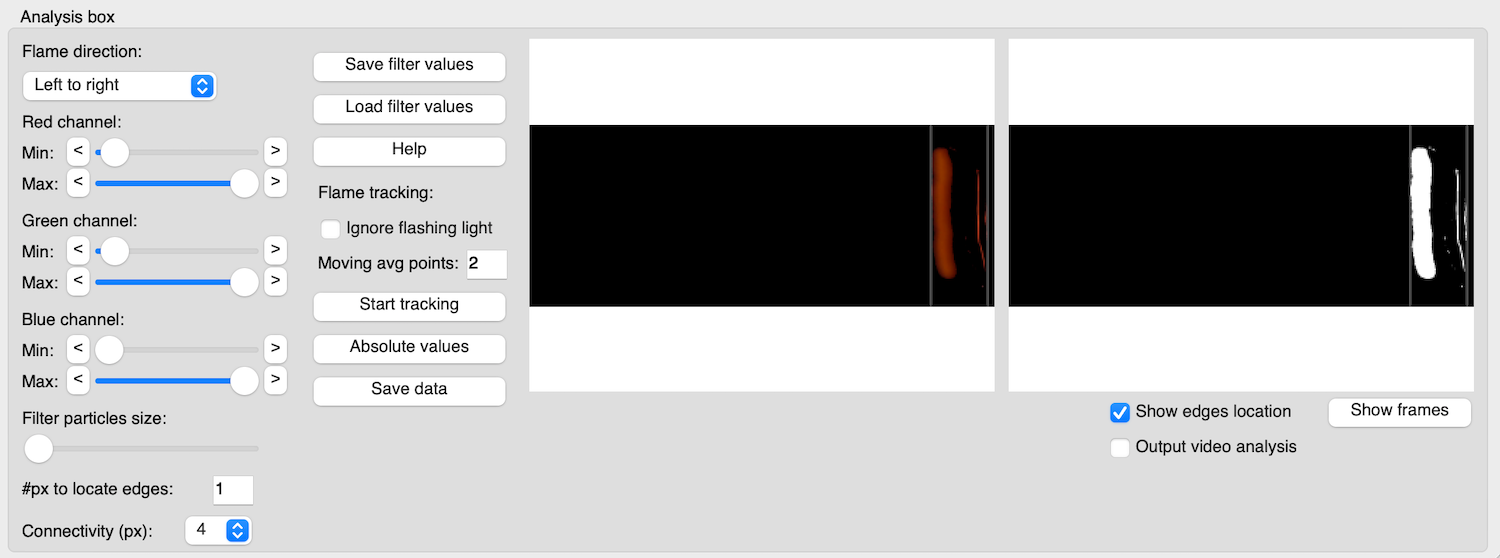 Analysis box
Flame direction:
Left to right
Red channel:
Min: < >
Max: < >
Green channel:
Min: < >
Max: < >
Blue channel:
Min: < >
Max: < >
Filter particles size:
#px to locate edges: 1
Connectivity (px): 4
Save filter values
Load filter values
Help
Flame tracking:
Ignore flashing light
Moving avg points: 2
Start tracking
Absolute values
Save data
Show edges location
Show frames
Output video analysis